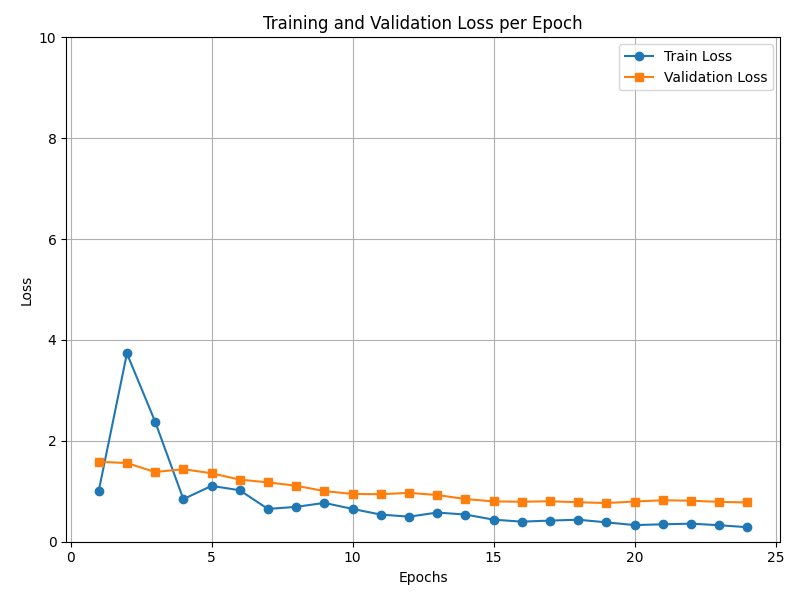 Training and Validation Loss per Epoch
10
8
6
4
2
0
Loss
Train Loss
Validation Loss
0 5 10 15 20 25
Epochs